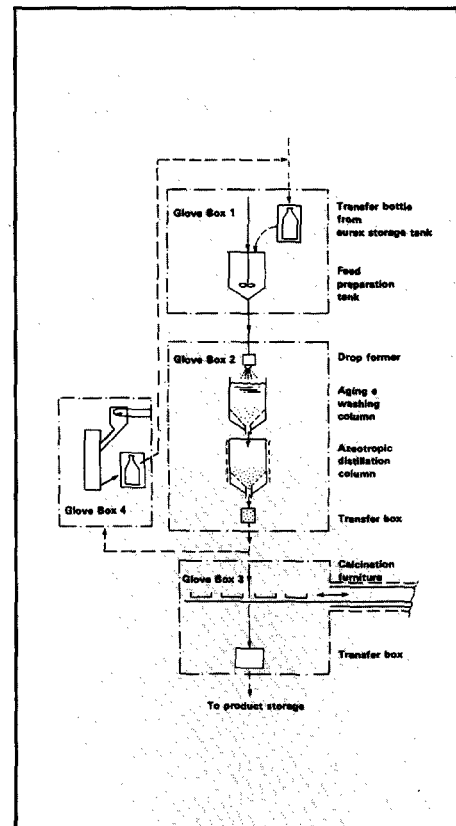 Glove Box 1
Transfer bottle
from
eurex storage tank
Feed
preparation
tank
Glove Box 2
Drop former
Aging e
washing
column
Azeotropic
distillation
column
Glove Box 4
Transfer box
Glove Box 3
Calcination
furniture
Transfer box
To product storage